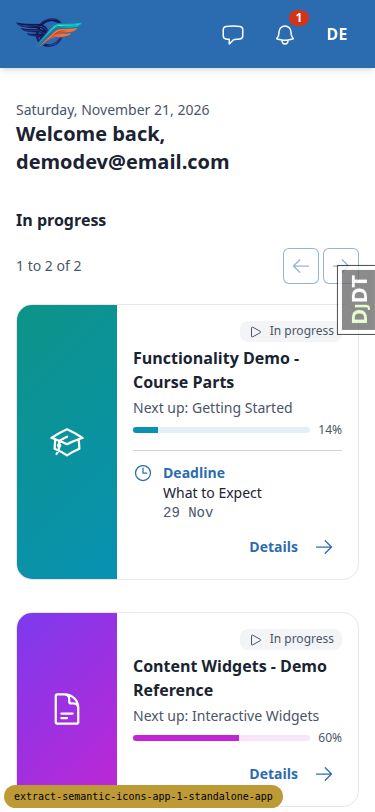 1
DE
Saturday, November 21, 2026
Welcome back,
demodev@email.com
In progress
1 to 2 of 2
DjDT
In progress
Functionality Demo -
Course Parts
Next up: Getting Started
14%
Deadline
What to Expect
29 Nov
Details
In progress
Content Widgets - Demo
Reference
Next up: Interactive Widgets
60%
Details
extract-semantic-icons-app-1-standalone-app